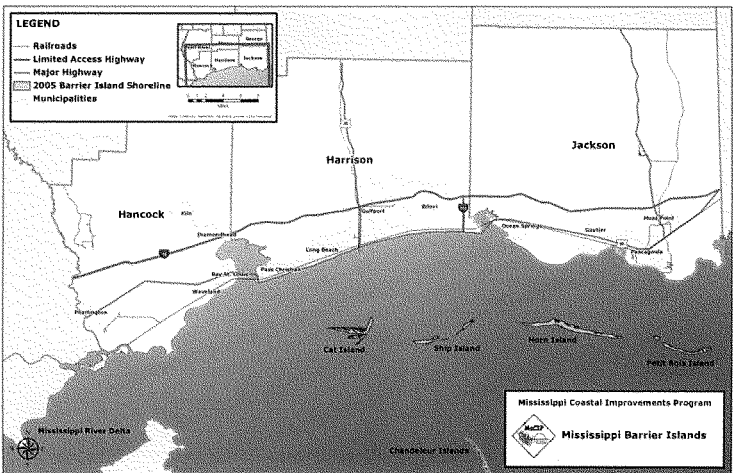 LEGEND
Railroads
Limited Access Highway
Major Highway
2005 Barrier Island Shoreline
Municipalities
Harrison
Jackson
Hancock
Kiln
Diamondhead
Gulfport
Biloxi
Long Beach
Ocean Springs
Gautier
Moss Point
Pascagoula
Bay St. Louis
Pass Christian
Waveland
Pearlington
Cat Island
Ship Island
Horn Island
Petit Bois Island
Mississippi River Delta
Chandeleur Islands
Mississippi Coastal Improvements Program
MsCIP
Mississippi Barrier Islands